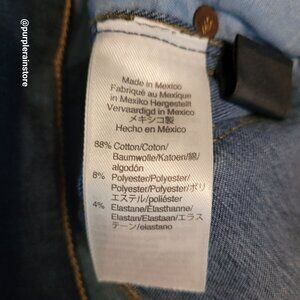 @purplerainstore
Made in Mexico
Fabriqué au Mexique
in Mexiko Hergestellt
Vervaardigd in Mexico
メキシコ製
Hecho en México
88% Cotton/Coton/
Baumwolle/Katoen/綿/
algodón
8% Polyester/Polyester/
Polyester/Polyester/ポリ
エステル/poliéster
4% Elastane/Elasthanne/
Elastan/Elastaan/エラス
テーン/elastano